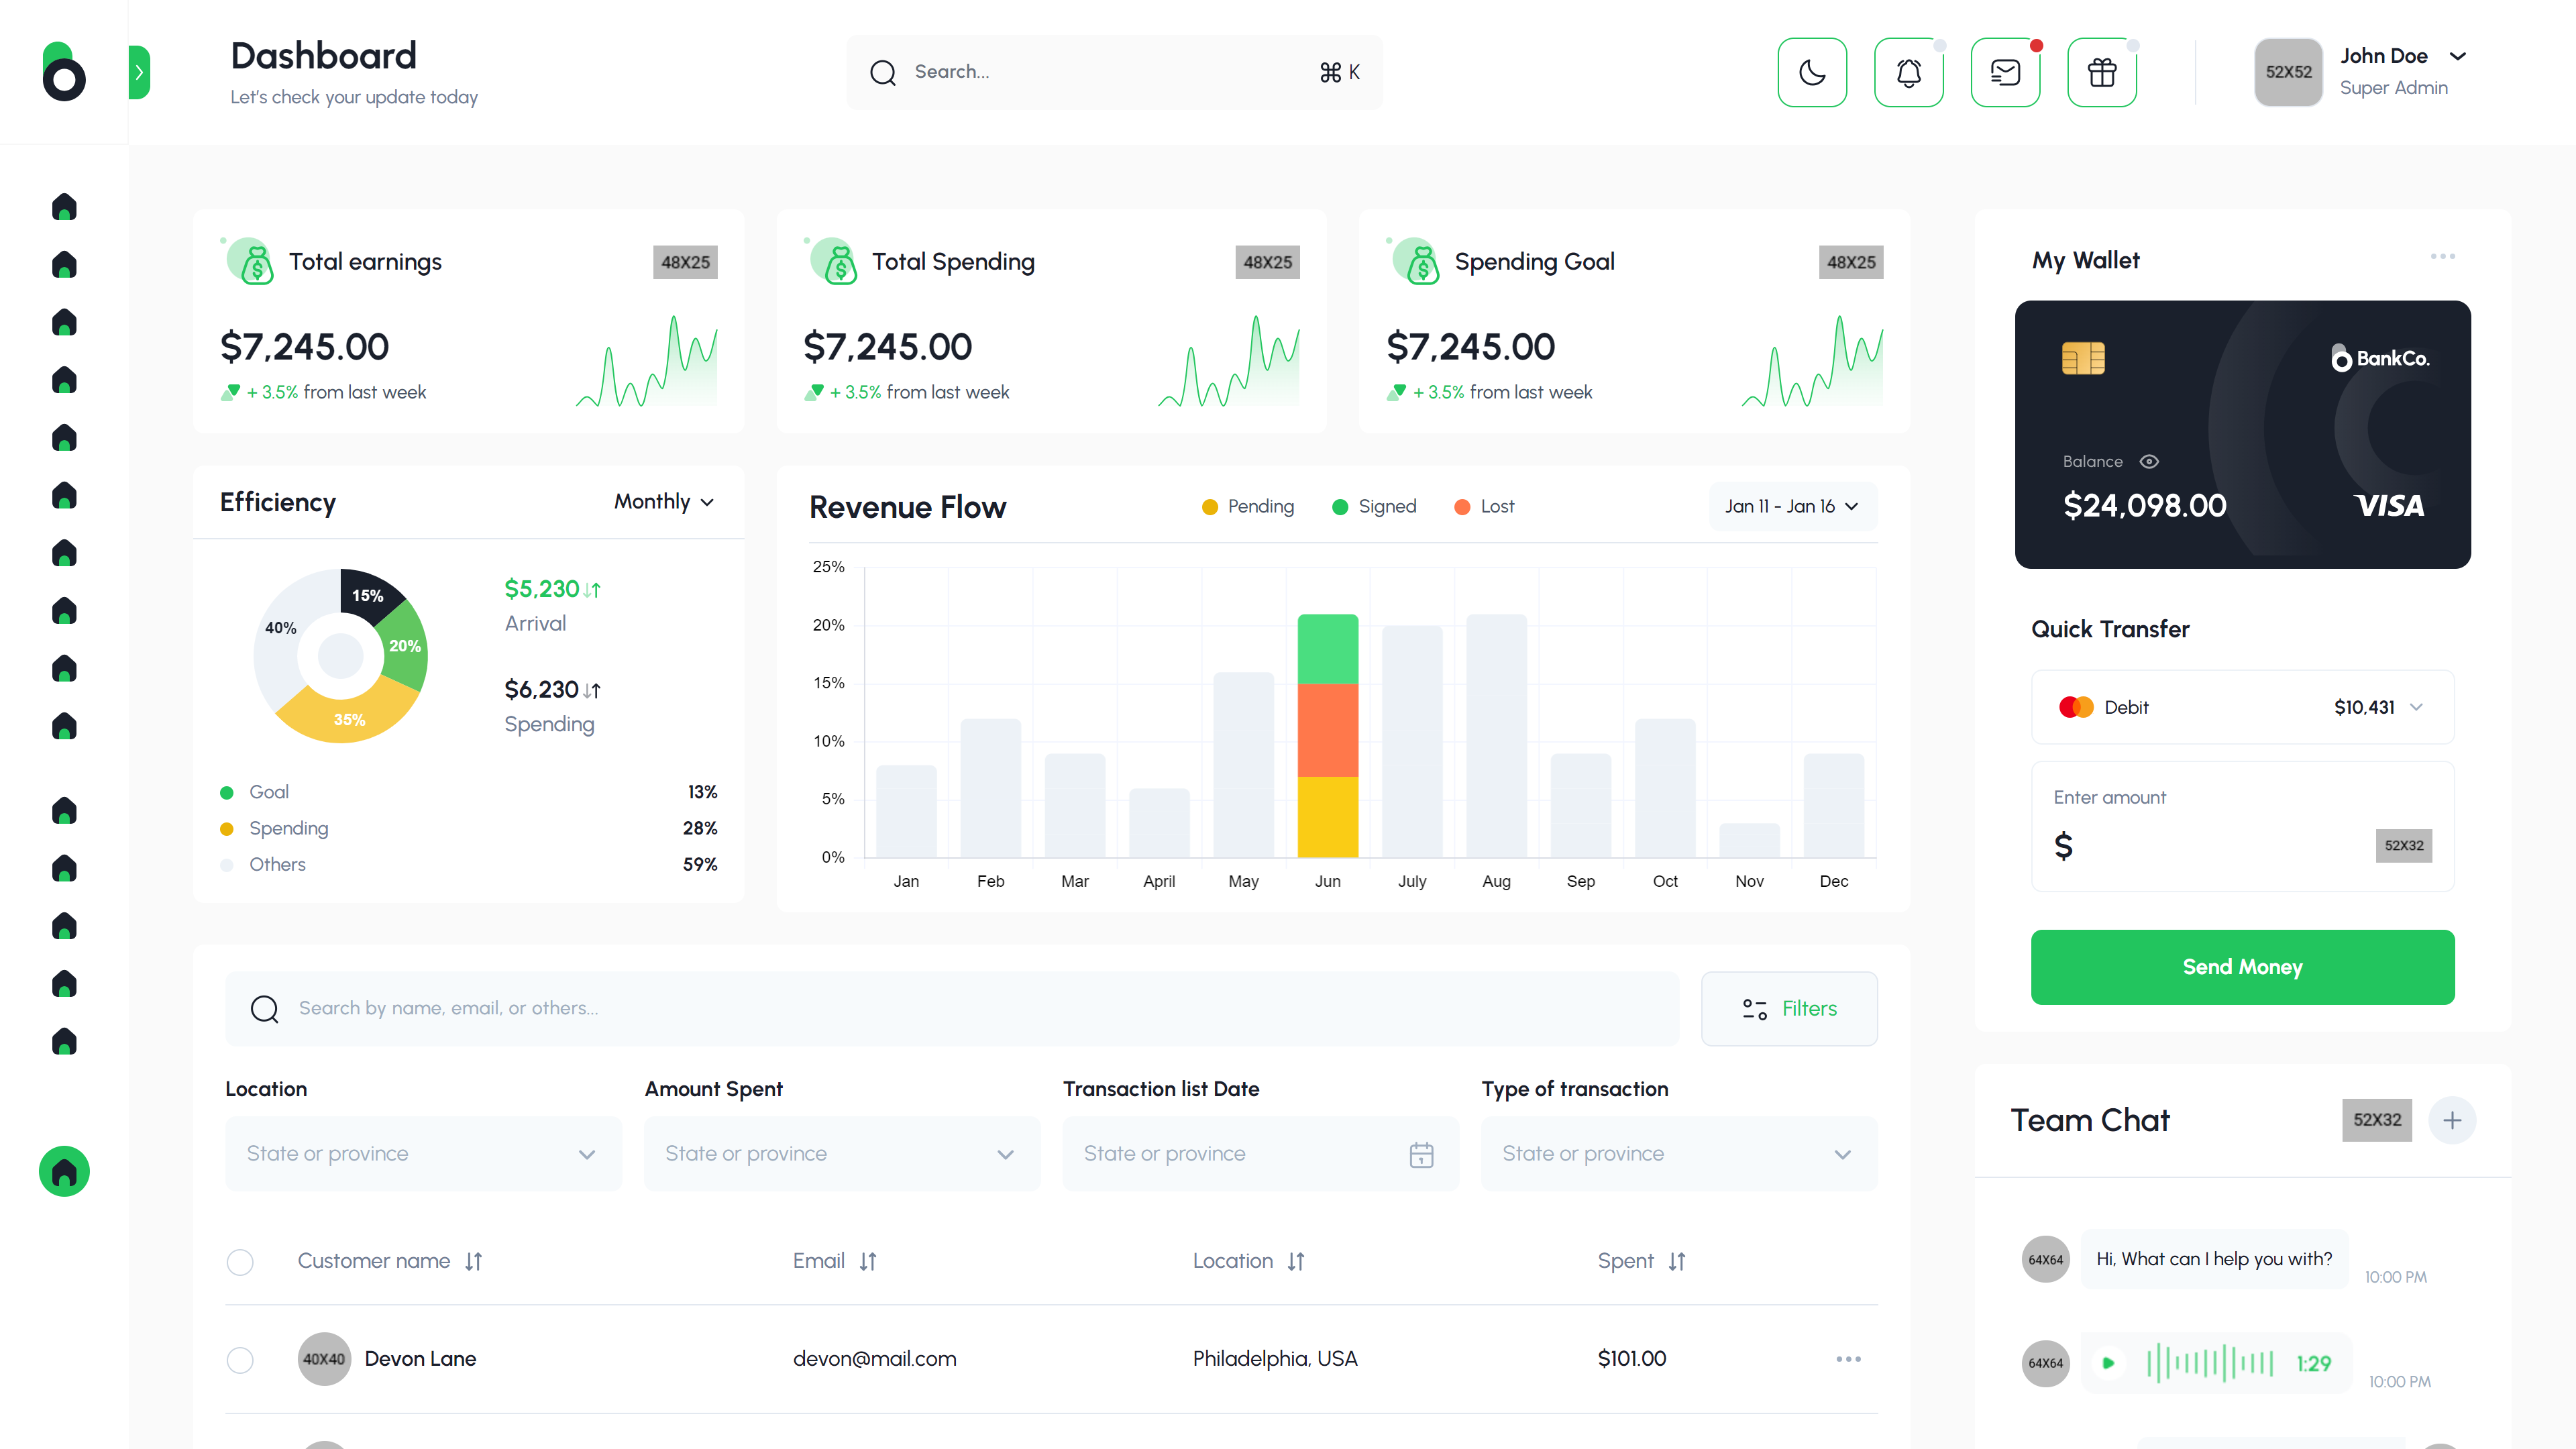 Dashboard
Let's check your update today
Search...
⌘ K
52X52
John Doe
Super Admin
Total earnings
48X25
$7,245.00
+ 3.5% from last week
Total Spending
48X25
$7,245.00
+ 3.5% from last week
Spending Goal
48X25
$7,245.00
+ 3.5% from last week
Efficiency
Monthly
15%
20%
35%
40%
$5,230
Arrival
$6,230
Spending
Goal 13%
Spending 28%
Others 59%
Revenue Flow
Pending Signed Lost
Jan 11 - Jan 16
25%
20%
15%
10%
5%
0%
Jan Feb Mar April May Jun July Aug Sep Oct Nov Dec
My Wallet
BankCo.
Balance
$24,098.00
VISA
Quick Transfer
Debit $10,431
Enter amount
$
52X32
Send Money
Search by name, email, or others...
Filters
Location Amount Spent Transaction list Date Type of transaction
State or province State or province State or province State or province
Customer name Email Location Spent
40X40 Devon Lane devon@mail.com Philadelphia, USA $101.00
Team Chat
52X32
64X64
Hi, What can I help you with?
10:00 PM
64X64
1:29
10:00 PM